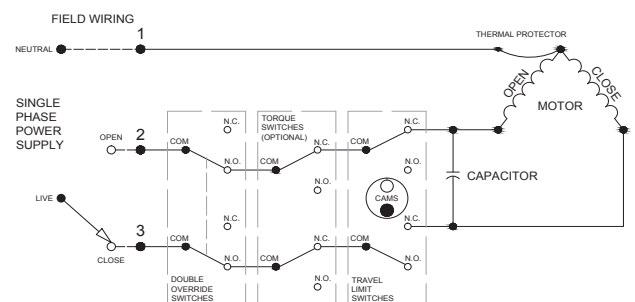 FIELD WIRING
1
NEUTRAL
THERMAL PROTECTOR
OPEN
CLOSE
MOTOR
SINGLE
PHASE
POWER
SUPPLY
OPEN
2
LIVE
3
CLOSE
N.C.
COM
N.O.
N.C.
COM
N.O.
DOUBLE
OVERRIDE
SWITCHES
TORQUE
SWITCHES
(OPTIONAL)
N.C.
COM
N.O.
N.C.
COM
N.O.
N.C.
COM
N.O.
CAMS
N.C.
COM
N.O.
TRAVEL
LIMIT
SWITCHES
CAPACITOR